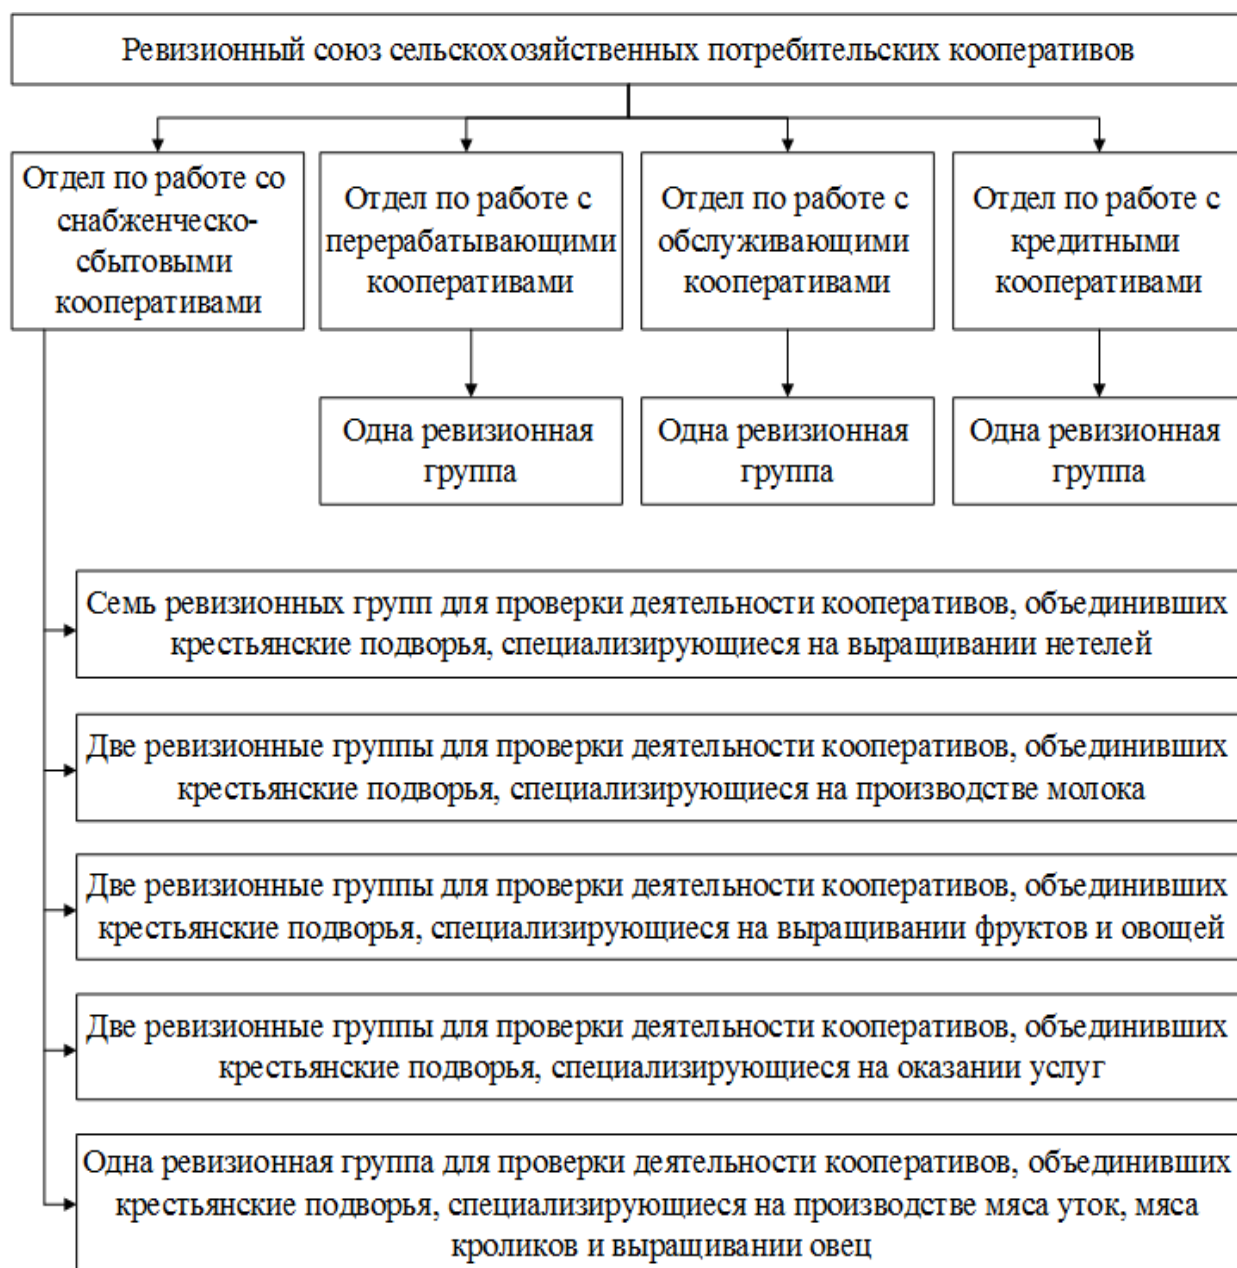 Ревизионный союз сельскохозяйственных потребительских кооперативов
Отдел по работе со
снабженческо-
сбытовыми
кооперативами
Отдел по работе с
перерабатывающими
кооперативами
Отдел по работе с
обслуживающими
кооперативами
Отдел по работе с
кредитными
кооперативами
Одна ревизионная
группа
Одна ревизионная
группа
Одна ревизионная
группа
Семь ревизионных групп для проверки деятельности кооперативов, объединивших
крестьянские подворья, специализирующиеся на выращивании нетелей
Две ревизионные группы для проверки деятельности кооперативов, объединивших
крестьянские подворья, специализирующиеся на производстве молока
Две ревизионные группы для проверки деятельности кооперативов, объединивших
крестьянские подворья, специализирующиеся на выращивании фруктов и овощей
Две ревизионные группы для проверки деятельности кооперативов, объединивших
крестьянские подворья, специализирующиеся на оказании услуг
Одна ревизионная группа для проверки деятельности кооперативов, объединивших
крестьянские подворья, специализирующиеся на производстве мяса уток, мяса
кроликов и выращивании овец